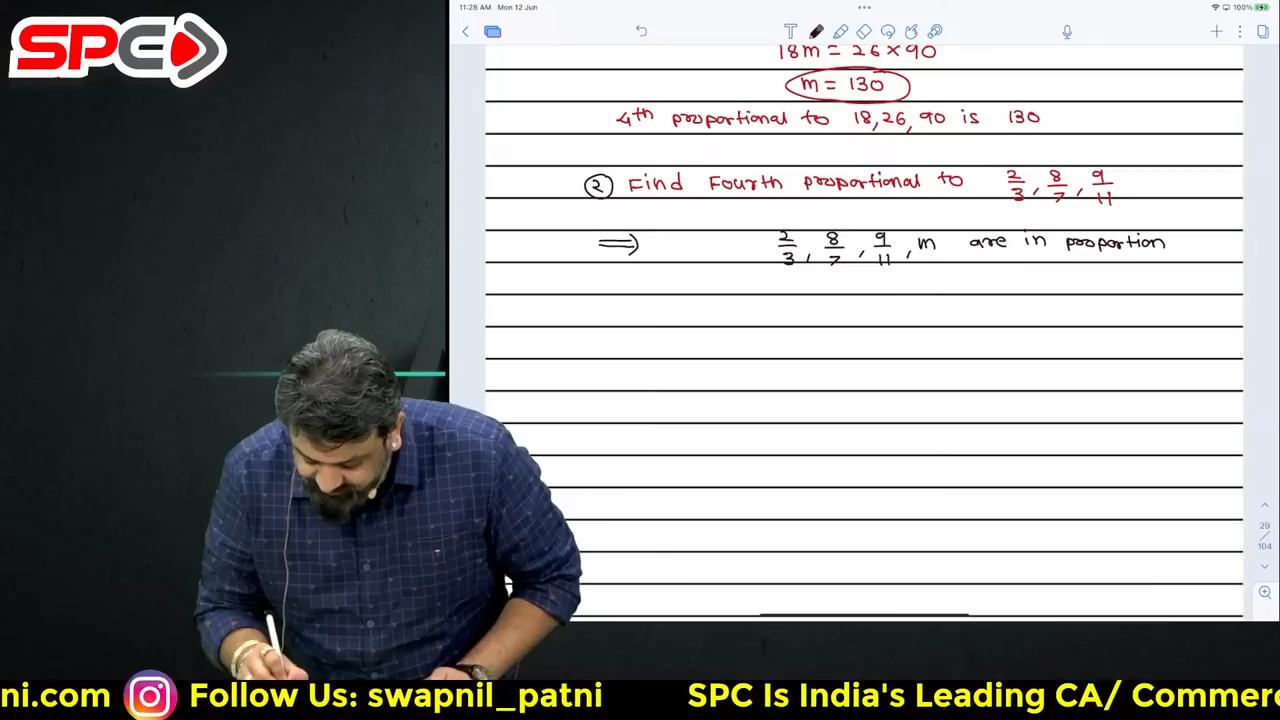 SPC
11:28 AM Mon 12 Jun
100%
T
18m = 26 × 90
m = 130
4th proportional to 18, 26, 90 is 130
② Find Fourth proportional to 2/3, 8/7, 9/11
⟹ 2/3, 8/7, 9/11, m are in proportion
29
104
ni.com Follow Us: swapnil_patni SPC Is India's Leading CA/ Commer